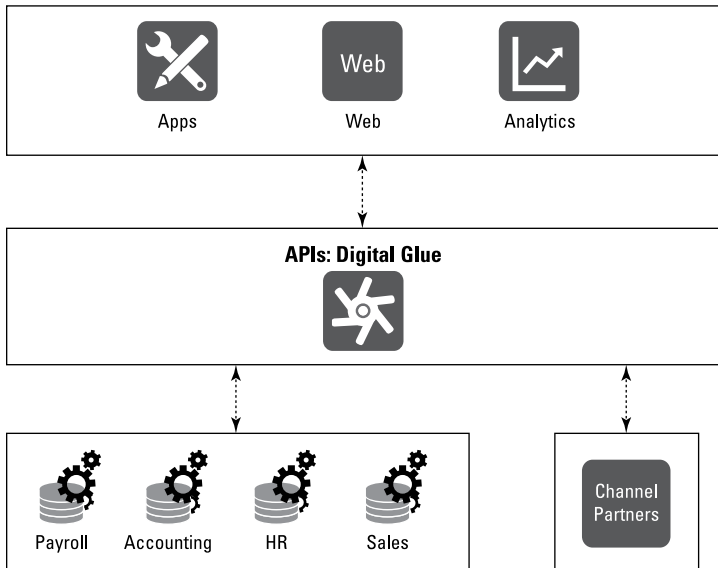 Web
Apps
Web
Analytics
APIs: Digital Glue
Payroll
Accounting
HR
Sales
Channel
Partners